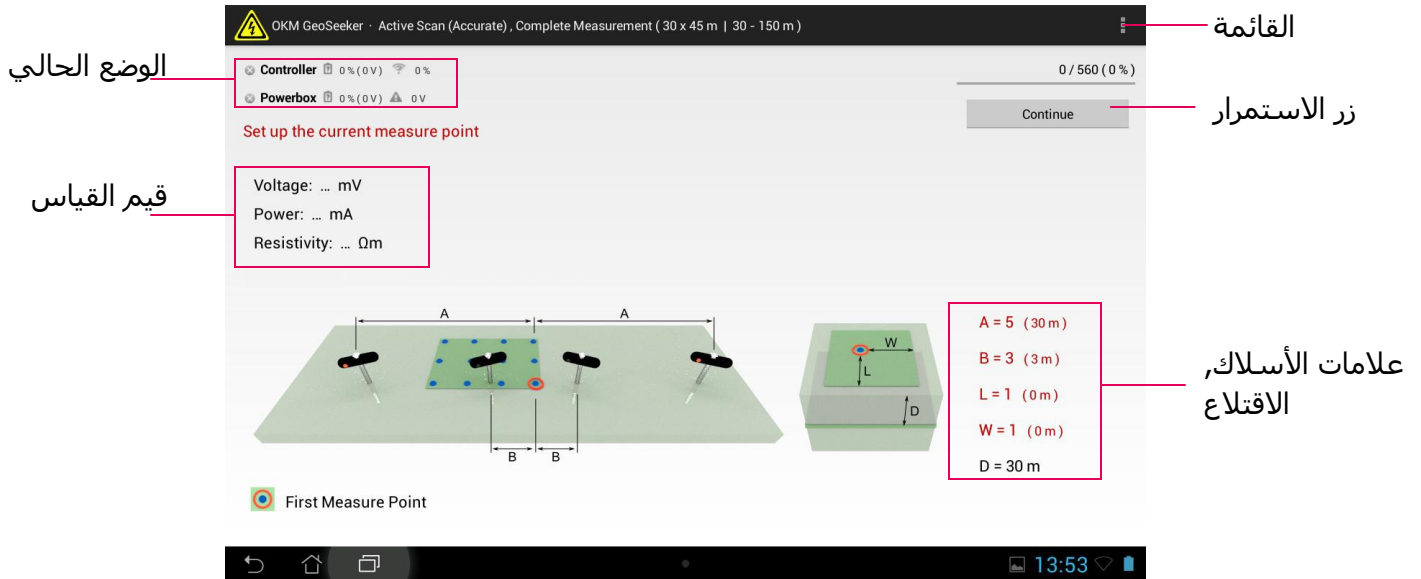 OKM GeoSeeker · Active Scan (Accurate) , Complete Measurement ( 30 x 45 m | 30 - 150 m )
القائمة
الوضع الحالي
Controller 0 % ( 0 V ) 0 %
0 / 560 ( 0 % )
Powerbox 0 % ( 0 V ) 0 V
Continue
زر الاستمرار
Set up the current measure point
قيم القياس
Voltage: ... mV
Power: ... mA
Resistivity: ... Ωm
A A
B B
W
L
D
A = 5 ( 30 m )
B = 3 ( 3 m )
L = 1 ( 0 m )
W = 1 ( 0 m )
D = 30 m
علامات الأسلاك,
الاقتلاع
First Measure Point
13:53